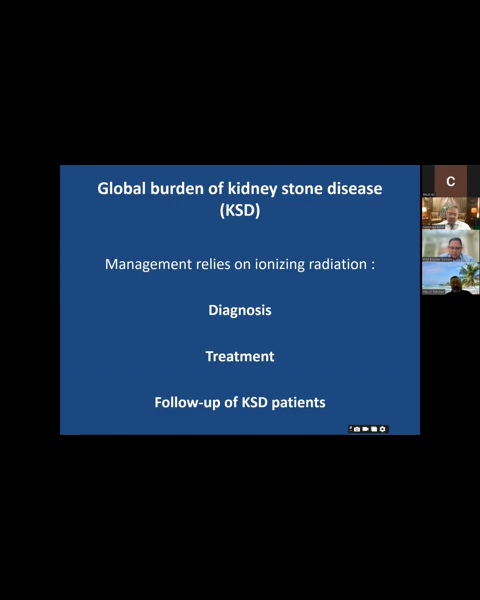 Global burden of kidney stone disease
(KSD)
Management relies on ionizing radiation :
Diagnosis
Treatment
Follow-up of KSD patients
C